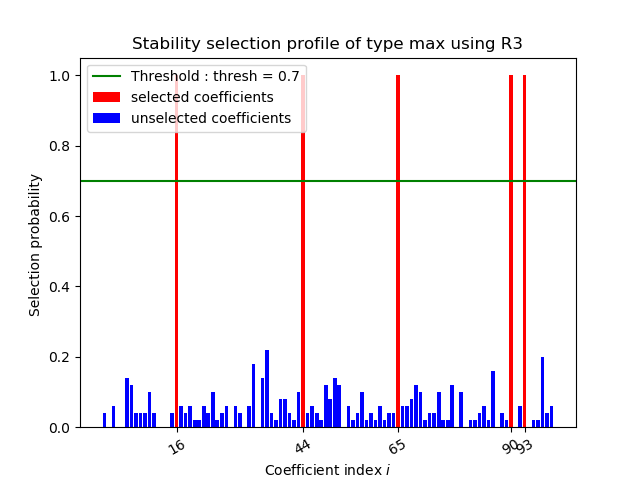 Stability selection profile of type max using R3
Threshold : thresh = 0.7
selected coefficients
unselected coefficients
1.0
0.8
0.6
0.4
0.2
0.0
Selection probability
16
44
65
90
93
Coefficient index i